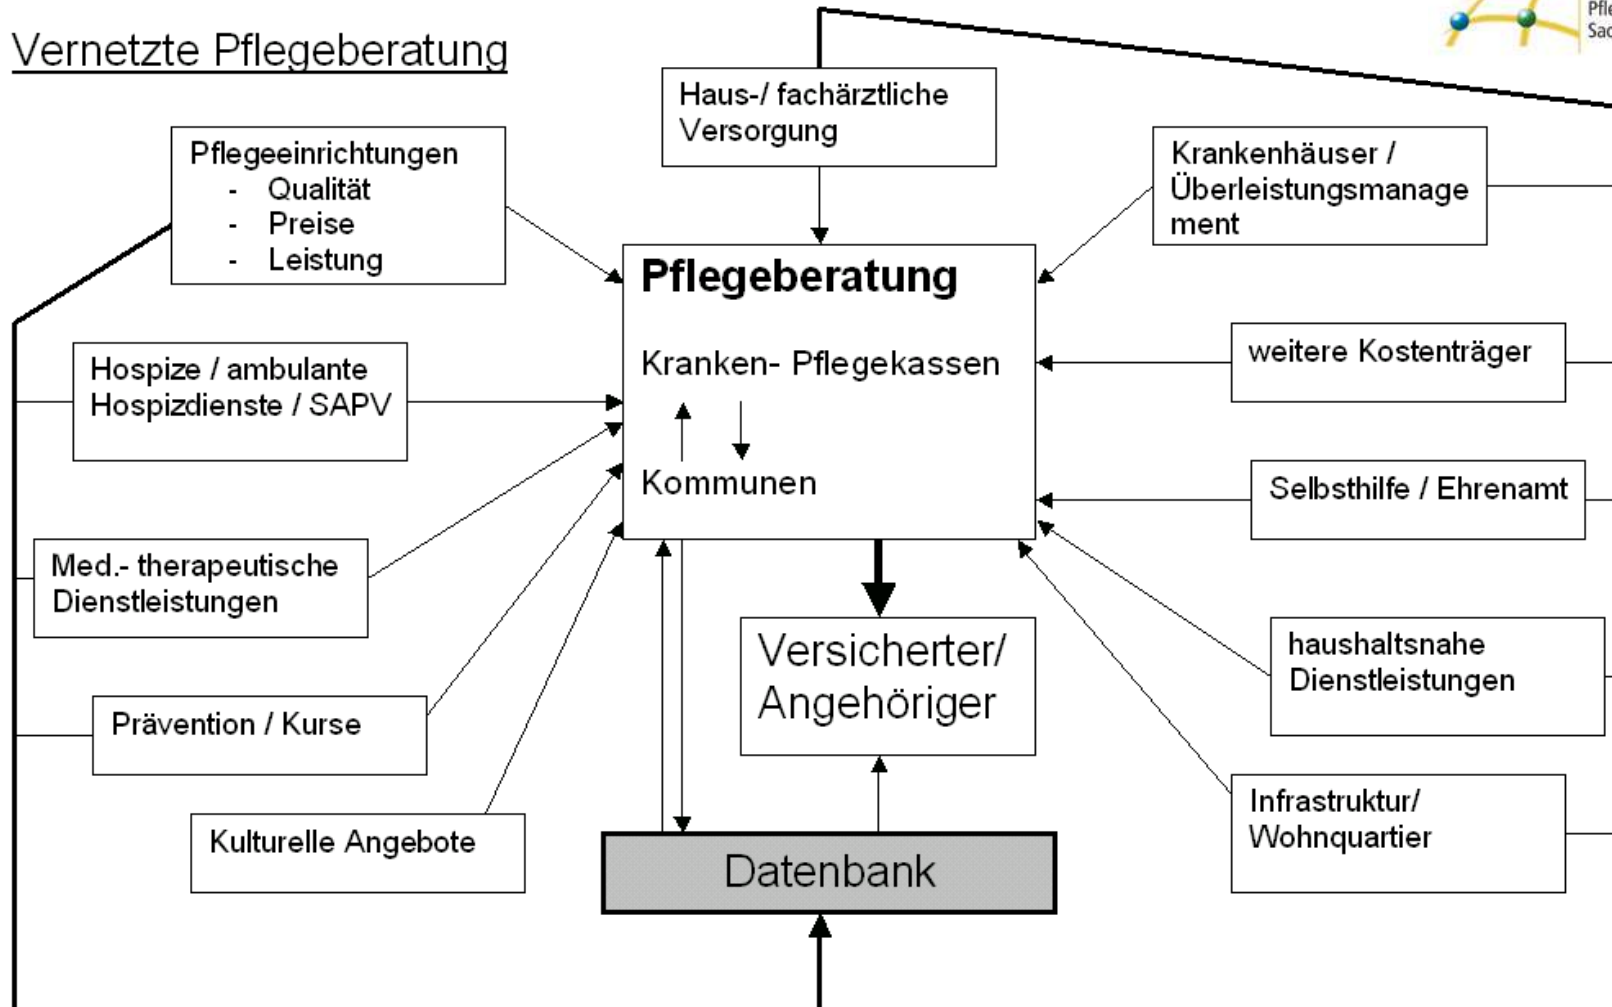 Vernetzte Pflegeberatung
Haus-/ fachärztliche
Versorgung
Pflegeeinrichtungen
- Qualität
- Preise
- Leistung
Krankenhäuser /
Überleistungsmanage
ment
Pflegeberatung
Kranken- Pflegekassen
Kommunen
Hospize / ambulante
Hospizdienste / SAPV
weitere Kostenträger
Selbsthilfe / Ehrenamt
Med.- therapeutische
Dienstleistungen
Versicherter/
Angehöriger
haushaltsnahe
Dienstleistungen
Prävention / Kurse
Infrastruktur/
Wohnquartier
Kulturelle Angebote
Datenbank